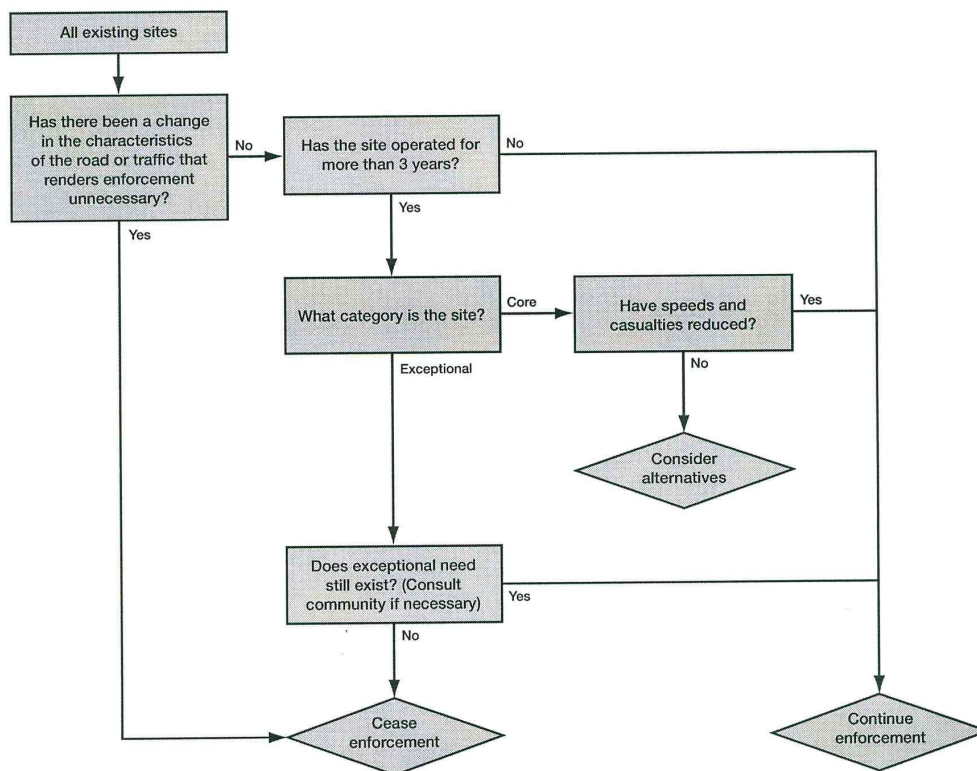 All existing sites
Has there been a change
in the characteristics
of the road or traffic that
renders enforcement
unnecessary?
No
Has the site operated for
more than 3 years?
No
Yes
Yes
What category is the site?
Core
Have speeds and
casualties reduced?
Yes
Exceptional
No
Consider
alternatives
Does exceptional need
still exist? (Consult
community if necessary)
Yes
No
Cease
enforcement
Continue
enforcement